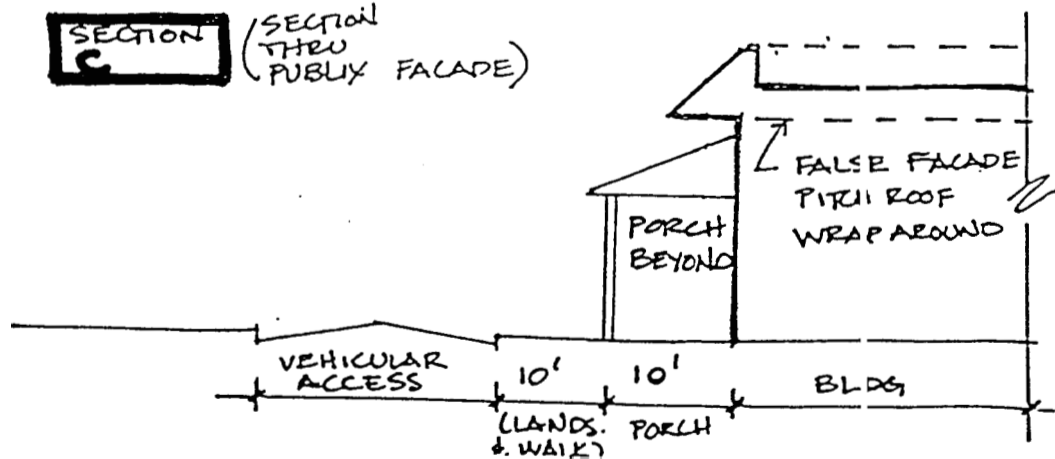 SECTION
C
(SECTION
THRU
PUBLIX FACADE)
FALSE FACADE
PITCH ROOF
WRAP AROUND
PORCH
BEYOND
VEHICULAR
ACCESS
10'
10'
BLDG
(LANDS.
& WALK)
PORCH